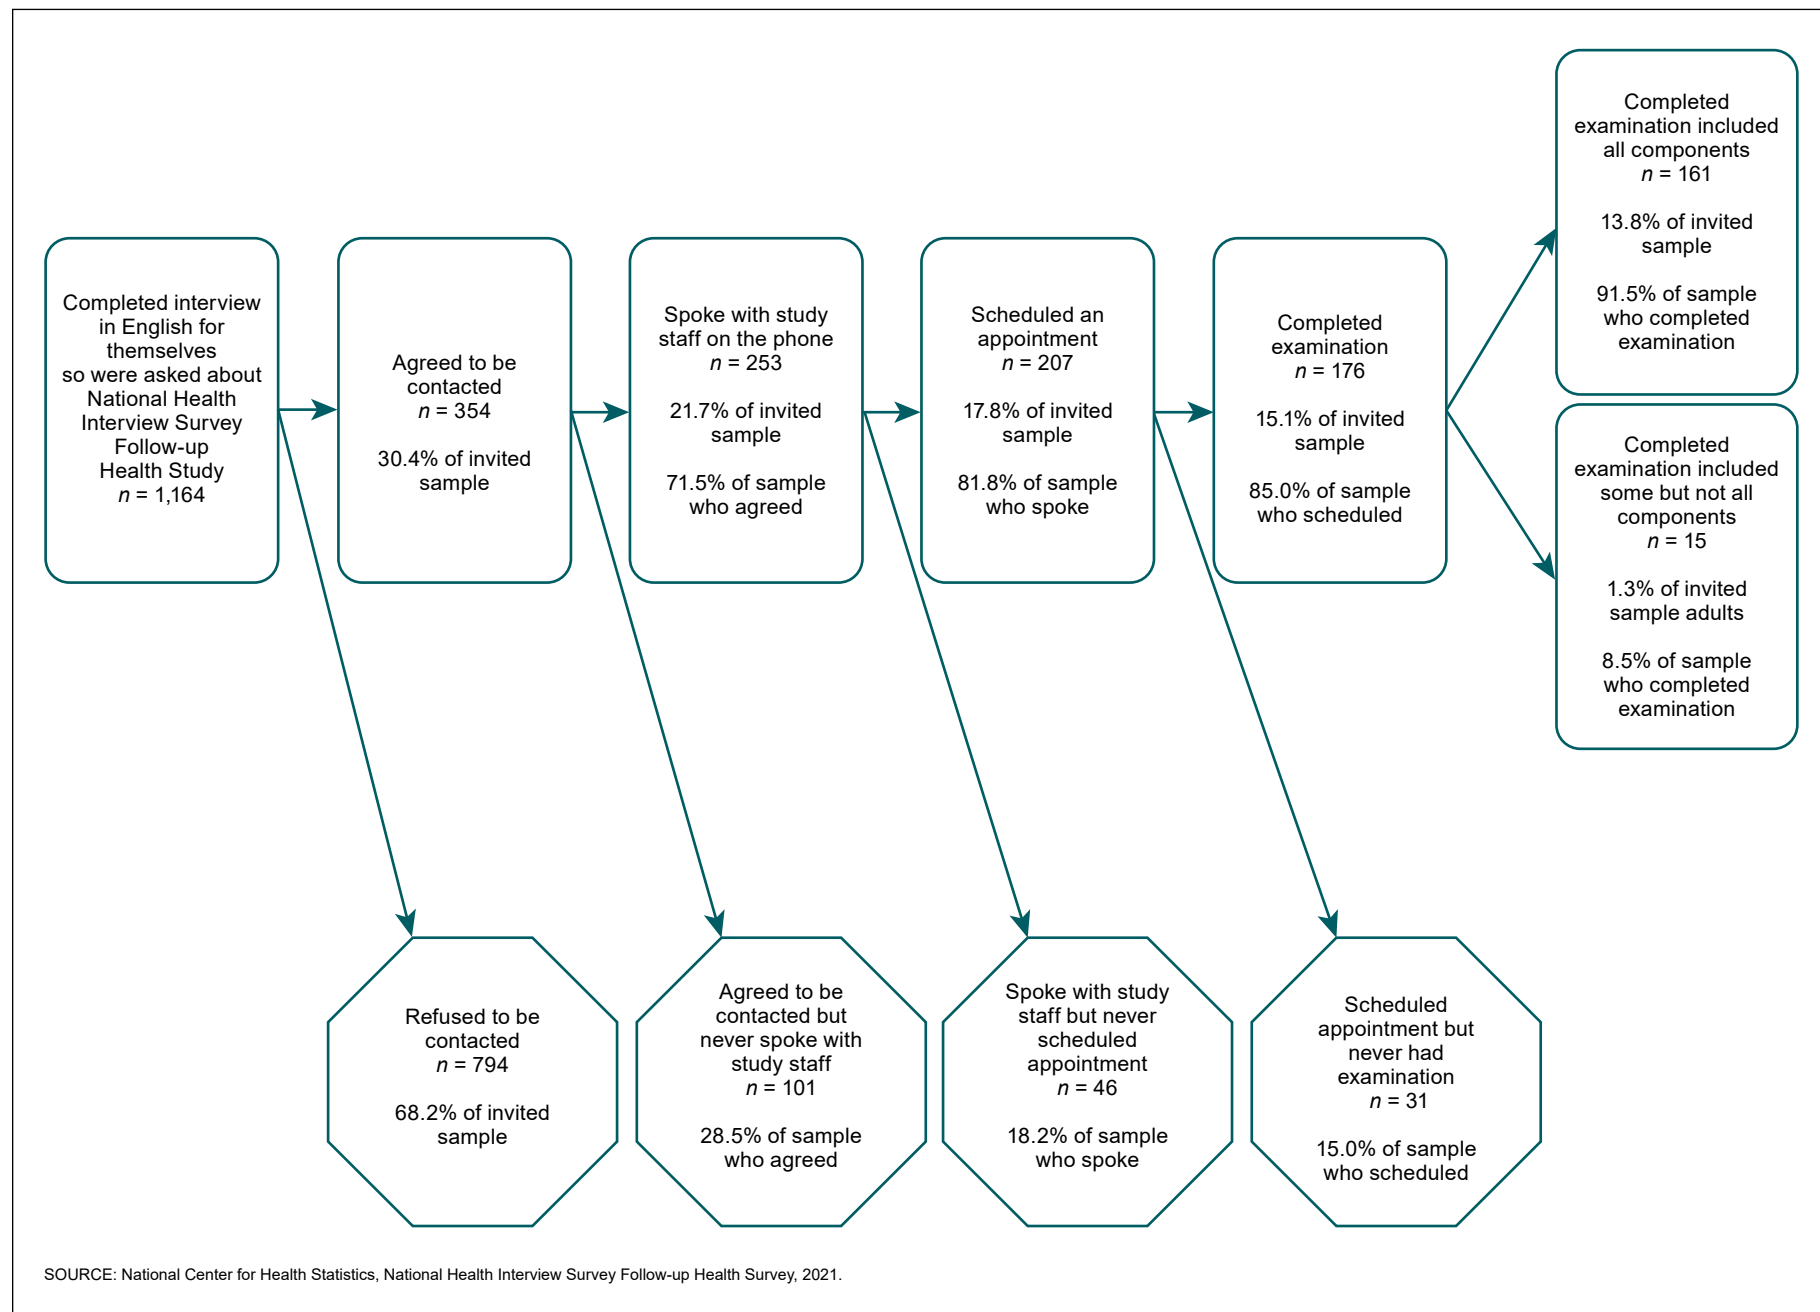 Completed interview
in English for
themselves
so were asked about
National Health
Interview Survey
Follow-up
Health Study
n = 1,164
Agreed to be
contacted
n = 354
30.4% of invited
sample
Spoke with study
staff on the phone
n = 253
21.7% of invited
sample
71.5% of sample
who agreed
Scheduled an
appointment
n = 207
17.8% of invited
sample
81.8% of sample
who spoke
Completed
examination
n = 176
15.1% of invited
sample
85.0% of sample
who scheduled
Completed
examination included
all components
n = 161
13.8% of invited
sample
91.5% of sample
who completed
examination
Completed
examination included
some but not all
components
n = 15
1.3% of invited
sample adults
8.5% of sample
who completed
examination
Refused to be
contacted
n = 794
68.2% of invited
sample
Agreed to be
contacted but
never spoke with
study staff
n = 101
28.5% of sample
who agreed
Spoke with study
staff but never
scheduled
appointment
n = 46
18.2% of sample
who spoke
Scheduled
appointment but
never had
examination
n = 31
15.0% of sample
who scheduled
SOURCE: National Center for Health Statistics, National Health Interview Survey Follow-up Health Survey, 2021.